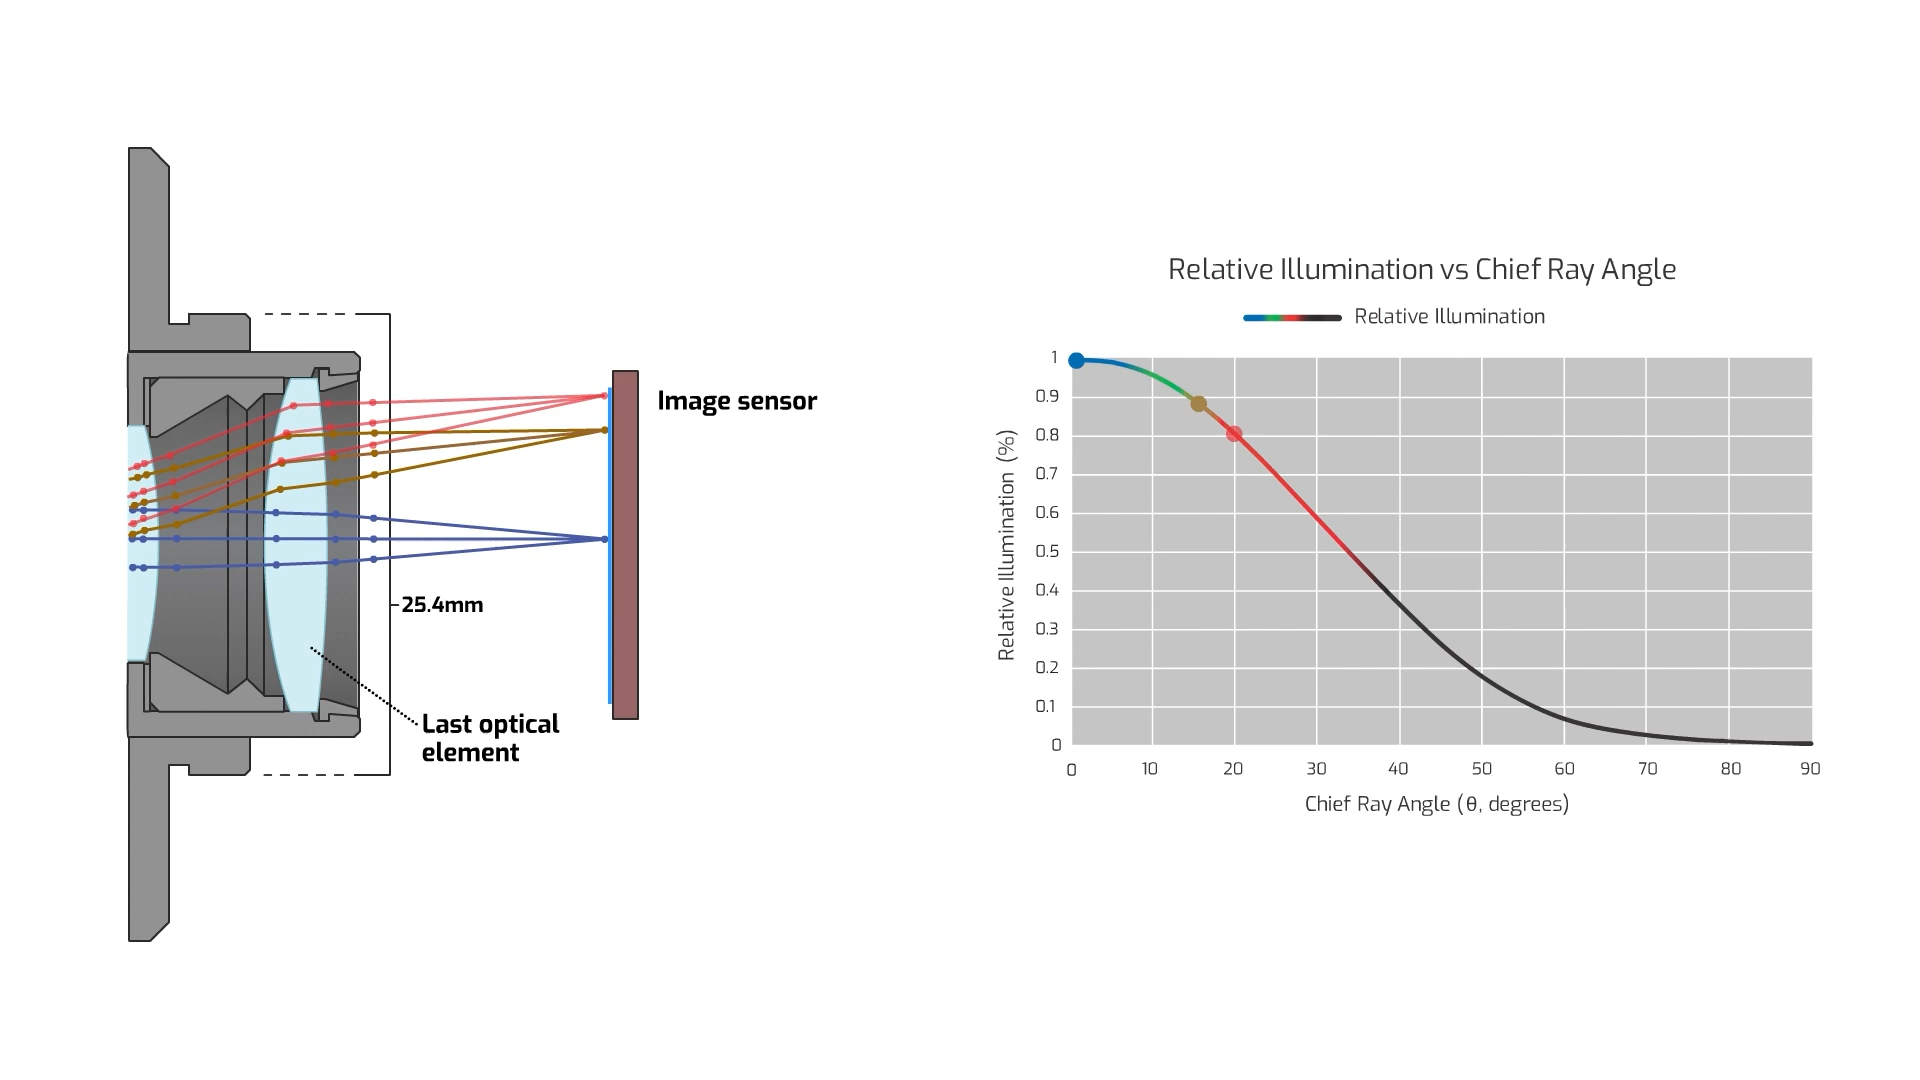 Image sensor
25.4mm
Last optical
element
Relative Illumination vs Chief Ray Angle
Relative Illumination
Relative Illumination (%)
1
0.9
0.8
0.7
0.6
0.5
0.4
0.3
0.2
0.1
0
0 10 20 30 40 50 60 70 80 90
Chief Ray Angle (θ, degrees)